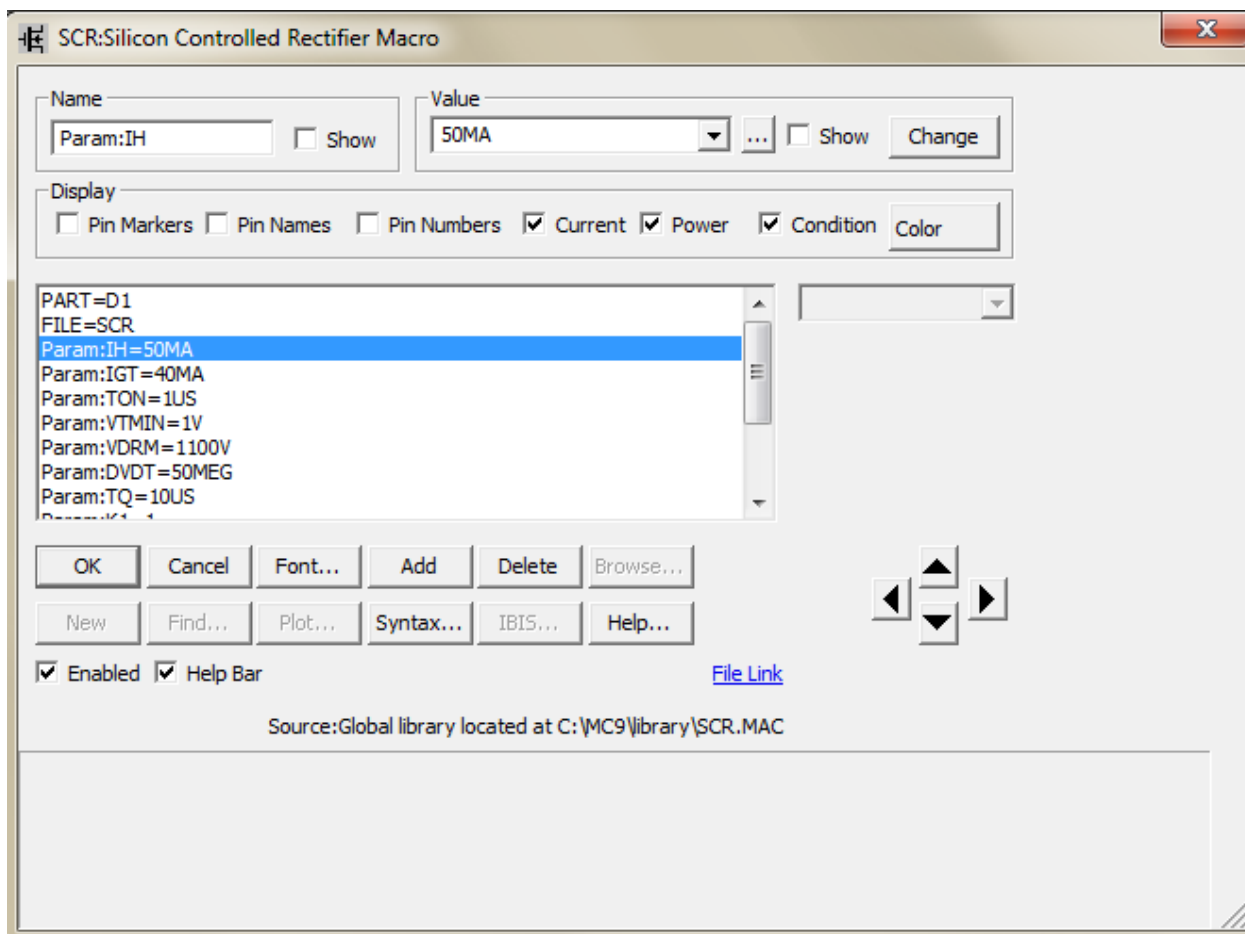 SCR:Silicon Controlled Rectifier Macro
Name
Value
Param:IH
Show
50MA
...
Show
Change
Display
Pin Markers Pin Names Pin Numbers Current Power Condition Color
PART=D1
FILE=SCR
Param:IH=50MA
Param:IGT=40MA
Param:TON=1US
Param:VTMIN=1V
Param:VDRM=1100V
Param:DVDT=50MEG
Param:TQ=10US
OK Cancel Font... Add Delete Browse...
New Find... Plot... Syntax... IBIS... Help...
Enabled Help Bar File Link
Source:Global library located at C:\MC9\library\SCR.MAC